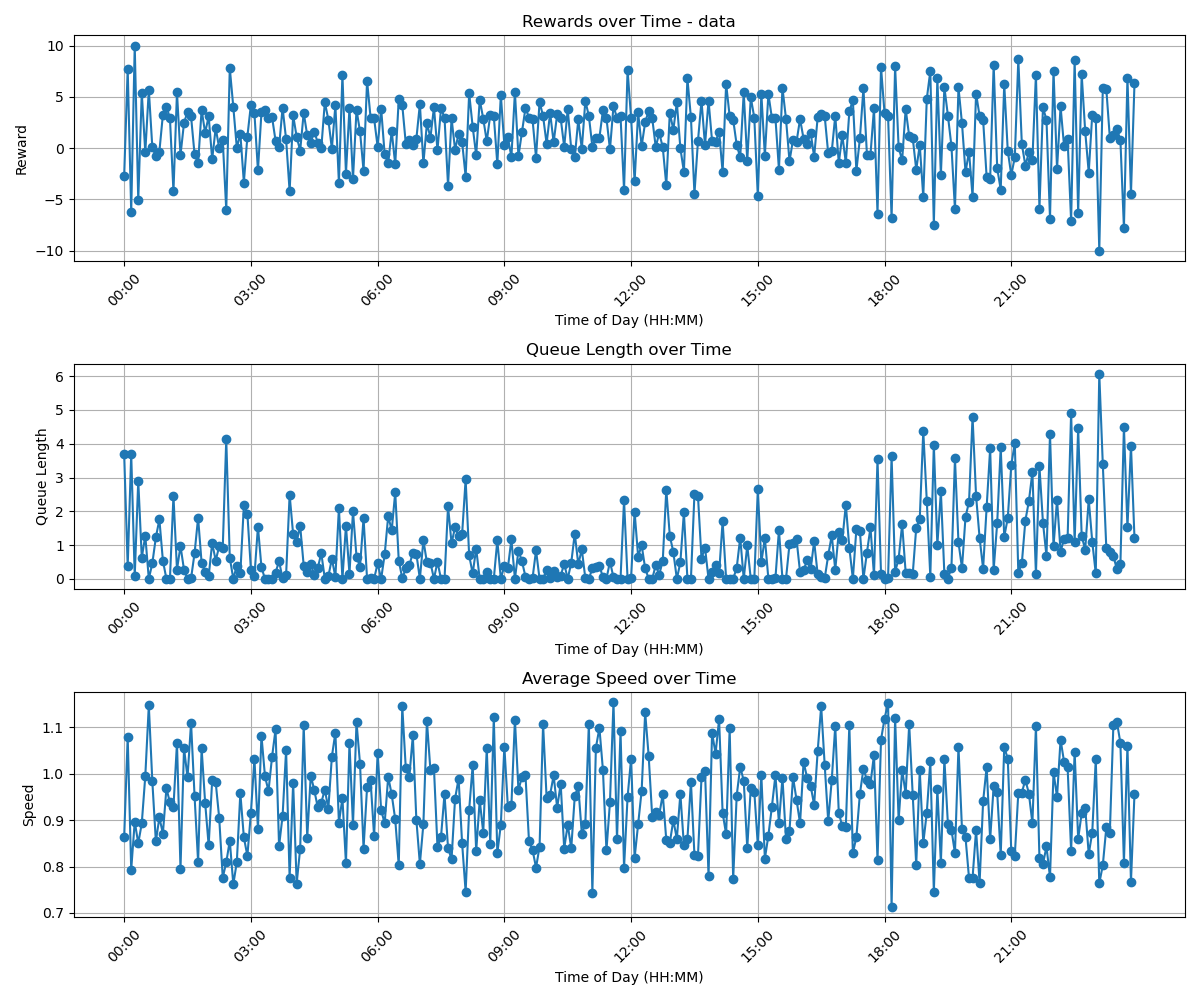 Rewards over Time - data
Reward
10
5
0
−5
−10
00:00 03:00 06:00 09:00 12:00 15:00 18:00 21:00
Time of Day (HH:MM)
Queue Length over Time
Queue Length
6
5
4
3
2
1
0
00:00 03:00 06:00 09:00 12:00 15:00 18:00 21:00
Time of Day (HH:MM)
Average Speed over Time
Speed
1.1
1.0
0.9
0.8
0.7
00:00 03:00 06:00 09:00 12:00 15:00 18:00 21:00
Time of Day (HH:MM)